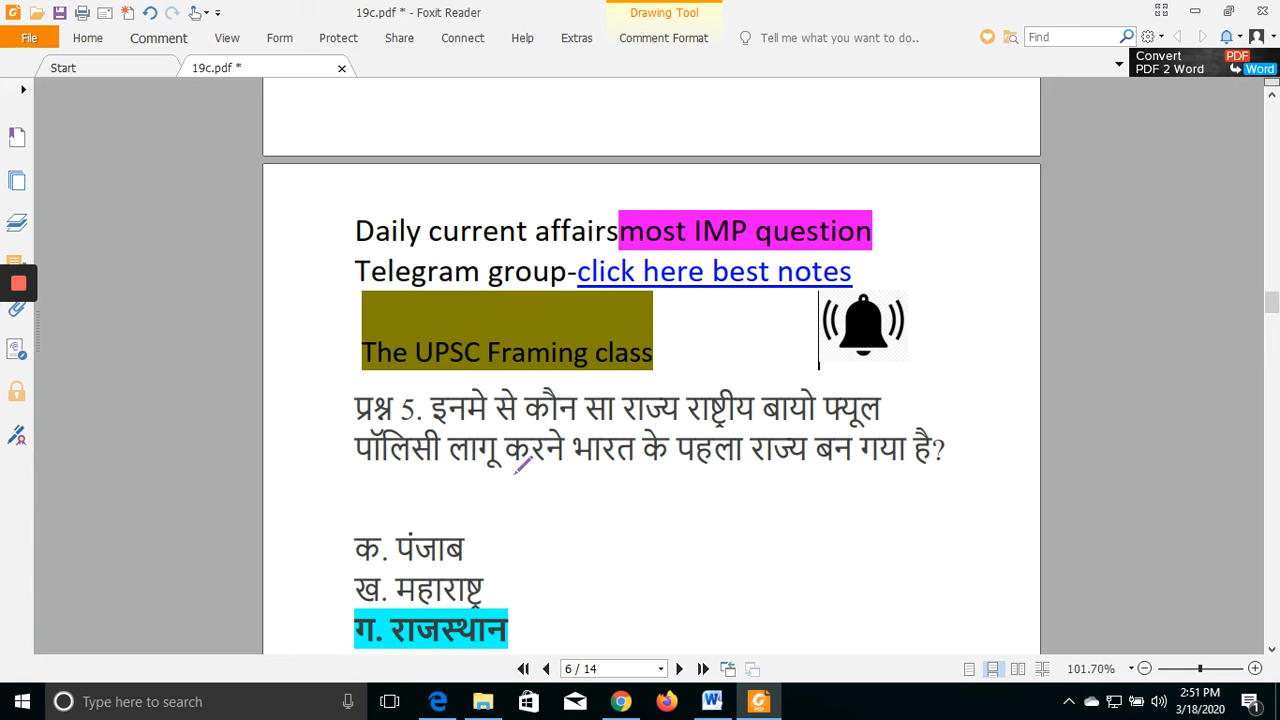 19c.pdf * - Foxit Reader
Drawing Tool
File Home Comment View Form Protect Share Connect Help Extras Comment Format Tell me what you want to do.. Find
Start 19c.pdf *
Convert PDF
PDF 2 Word Word
Daily current affairsmost IMP question
Telegram group-click here best notes
The UPSC Framing class
प्रश्न 5. इनमे से कौन सा राज्य राष्ट्रीय बायो फ्यूल
पॉलिसी लागू करने भारत के पहला राज्य बन गया है?
क. पंजाब
ख. महाराष्ट्र
ग. राजस्थान
6 / 14 101.70%
Type here to search
2:51 PM
3/18/2020
1